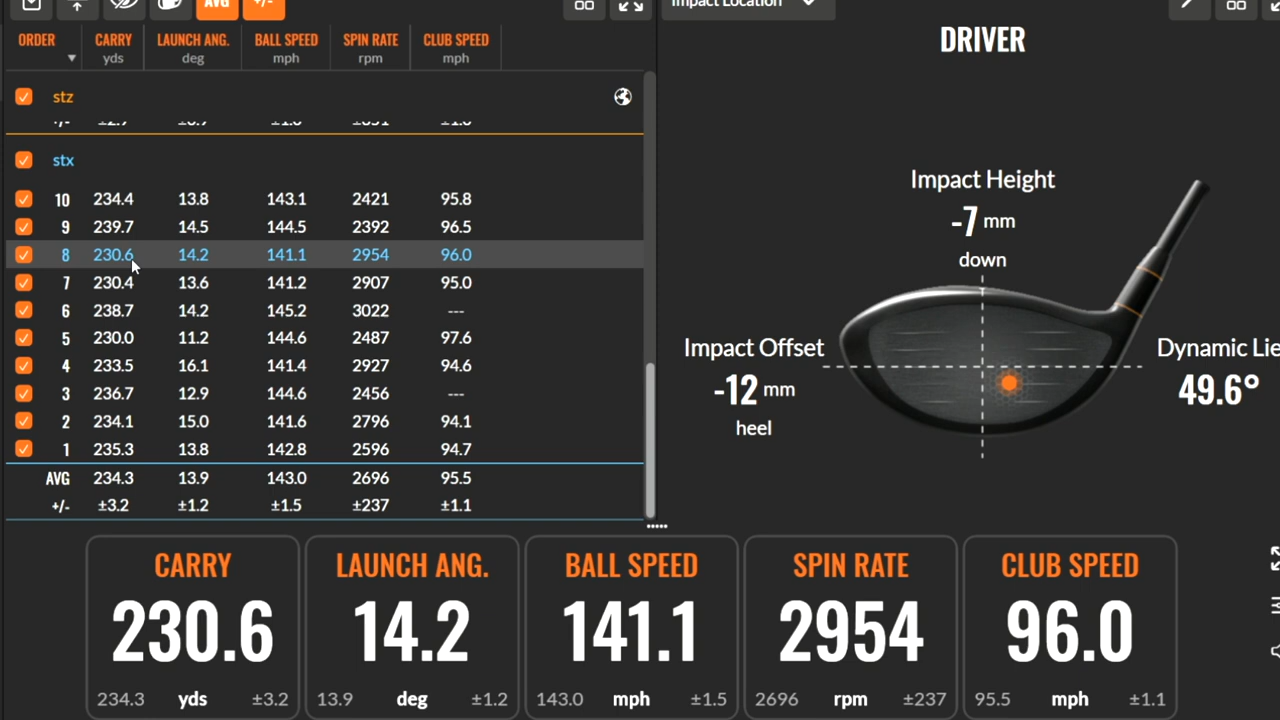 AVG +/- Impact Location
ORDER CARRY LAUNCH ANG. BALL SPEED SPIN RATE CLUB SPEED
yds deg mph rpm mph
stz
stx
10 234.4 13.8 143.1 2421 95.8
9 239.7 14.5 144.5 2392 96.5
8 230.6 14.2 141.1 2954 96.0
7 230.4 13.6 141.2 2907 95.0
6 238.7 14.2 145.2 3022 ---
5 230.0 11.2 144.6 2487 97.6
4 233.5 16.1 141.4 2927 94.6
3 236.7 12.9 144.6 2456 ---
2 234.1 15.0 141.6 2796 94.1
1 235.3 13.8 142.8 2596 94.7
AVG 234.3 13.9 143.0 2696 95.5
+/- ±3.2 ±1.2 ±1.5 ±237 ±1.1
DRIVER
Impact Height
-7 mm
down
Impact Offset
-12 mm
heel
Dynamic Lie
49.6°
CARRY LAUNCH ANG. BALL SPEED SPIN RATE CLUB SPEED
230.6 14.2 141.1 2954 96.0
234.3 yds ±3.2 13.9 deg ±1.2 143.0 mph ±1.5 2696 rpm ±237 95.5 mph ±1.1